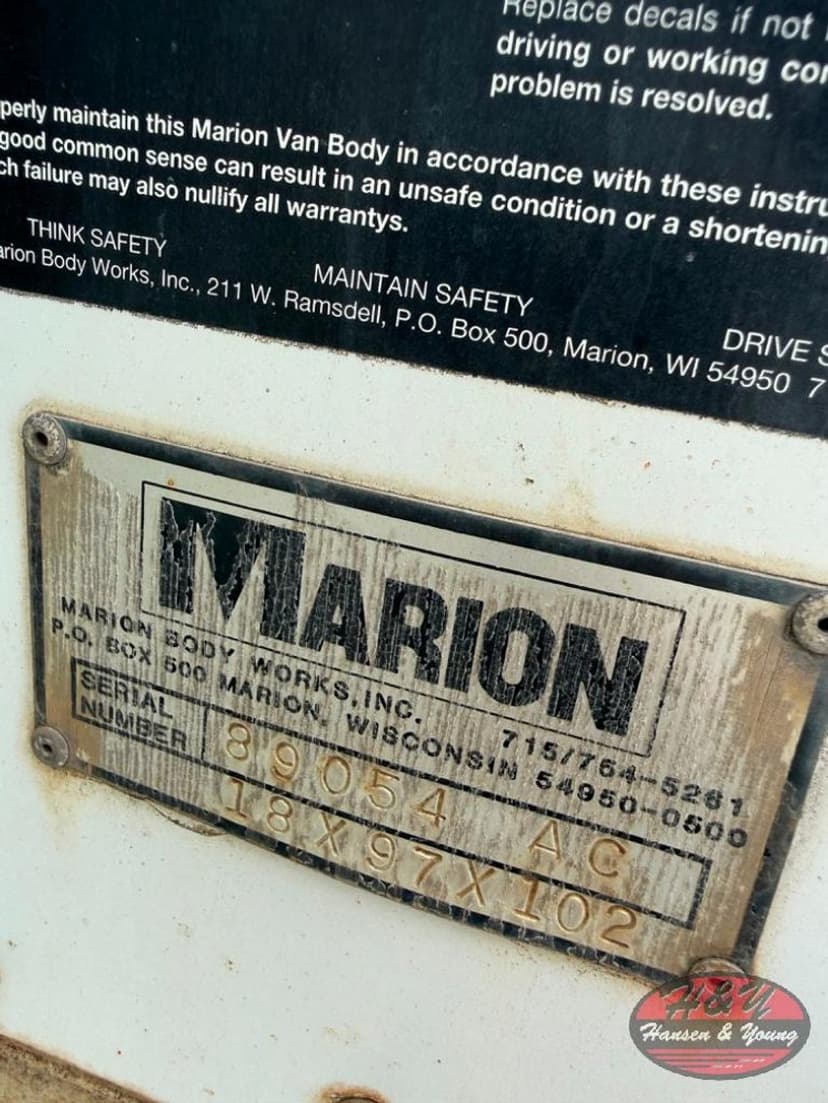 Replace decals if not
driving or working
problem is resolved.
perly maintain this Marion Van Body in accordance with these
good common sense can result in an unsafe condition or a
ch failure may also nullify all warrantys.
THINK SAFETY MAINTAIN SAFETY DRIVE S
arion Body Works, Inc., 211 W. Ramsdell, P.O. Box 500, Marion, WI 54950 7
MARION
MARION BODY WORKS, INC. 715/754-5261
P.O. BOX 500 MARION, WISCONSIN 54950-0500
SERIAL NUMBER 89054 AC
18X97X102
H&Y
Hansen & Young